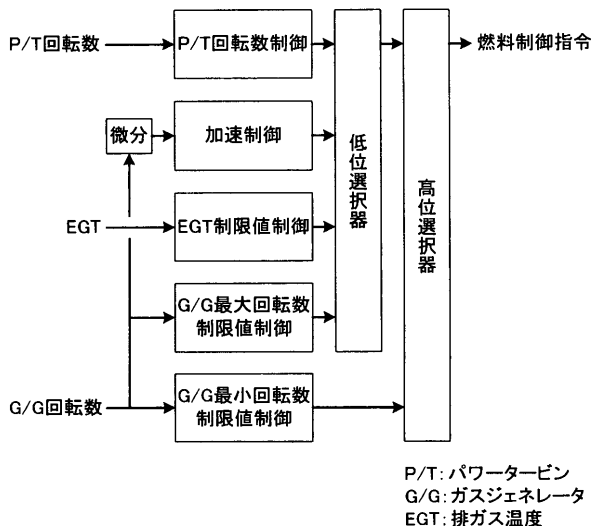 P/T回転数
P/T回転数制御
燃料制御指令
微分
加速制御
低位選択器
高位選択器
EGT
EGT制限値制御
G/G最大回転数
制限値制御
G/G回転数
G/G最小回転数
制限値制御
P/T:パワータービン
G/G:ガスジェネレータ
EGT:排ガス温度